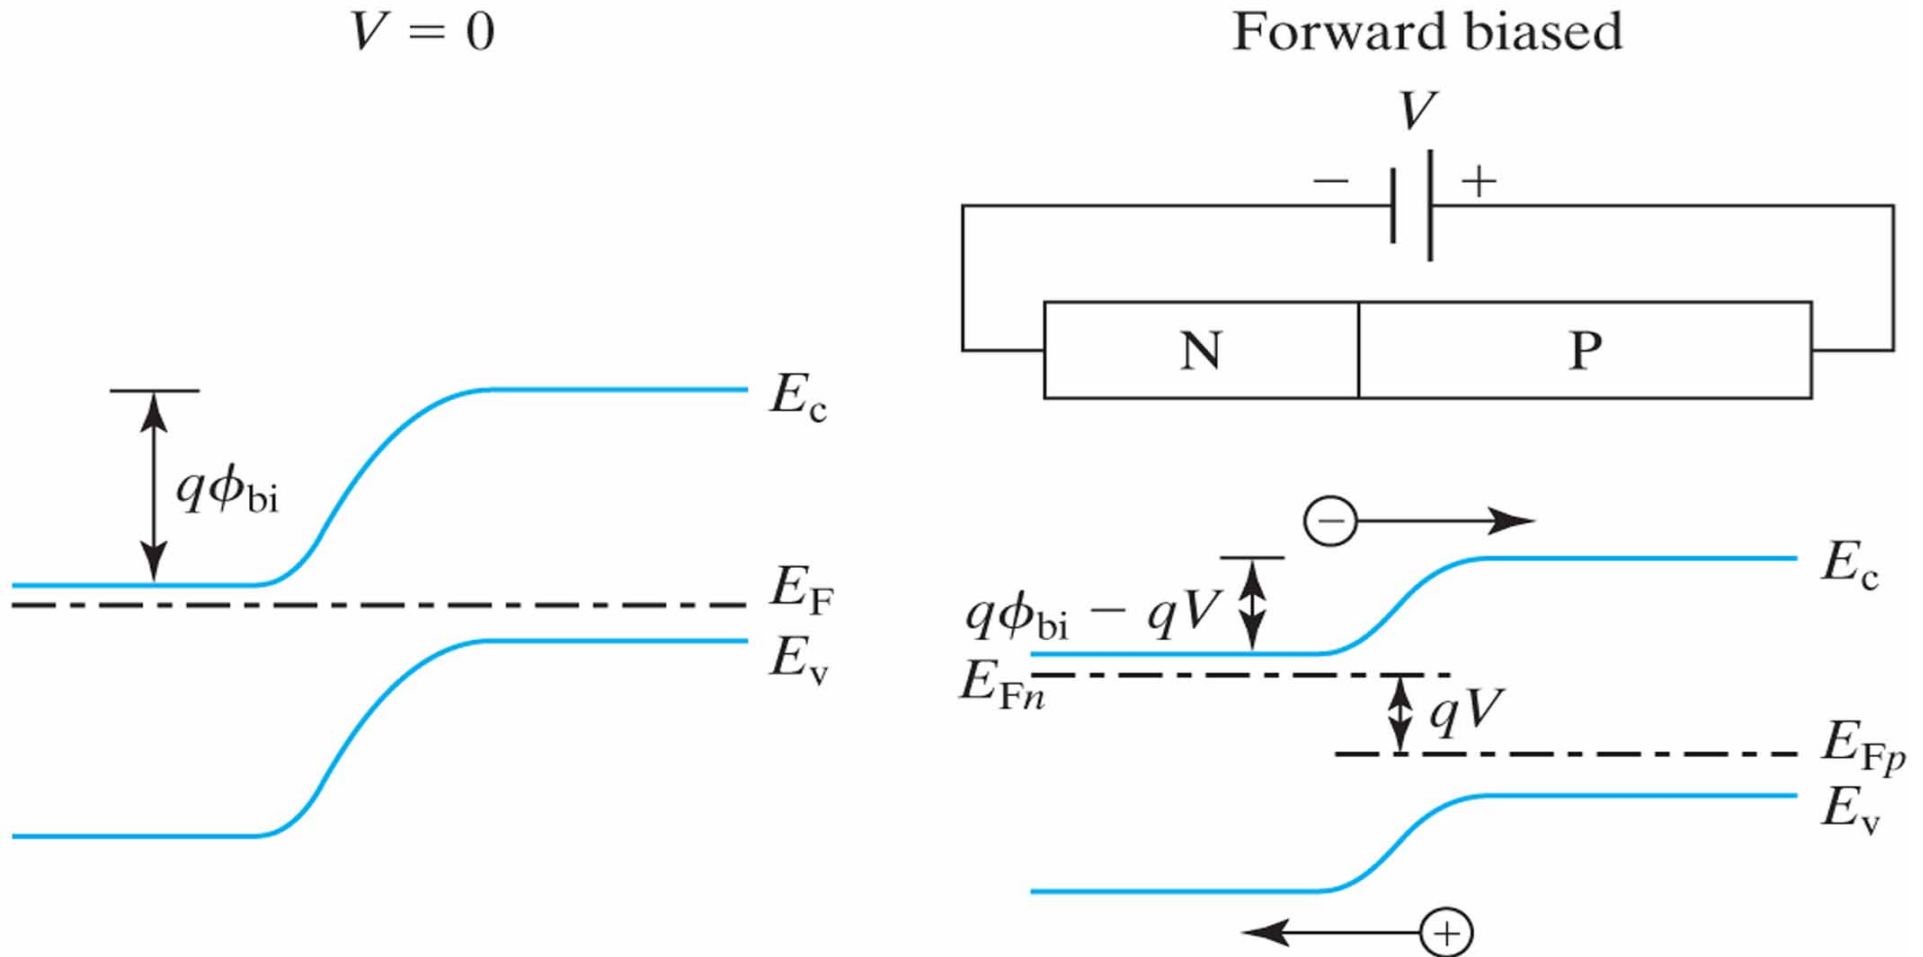 V = 0
qϕbi
Ec
EF
Ev
Forward biased
V
− +
N P
−
Ec
qϕbi − qV
EFn
qV
EFp
Ev
+